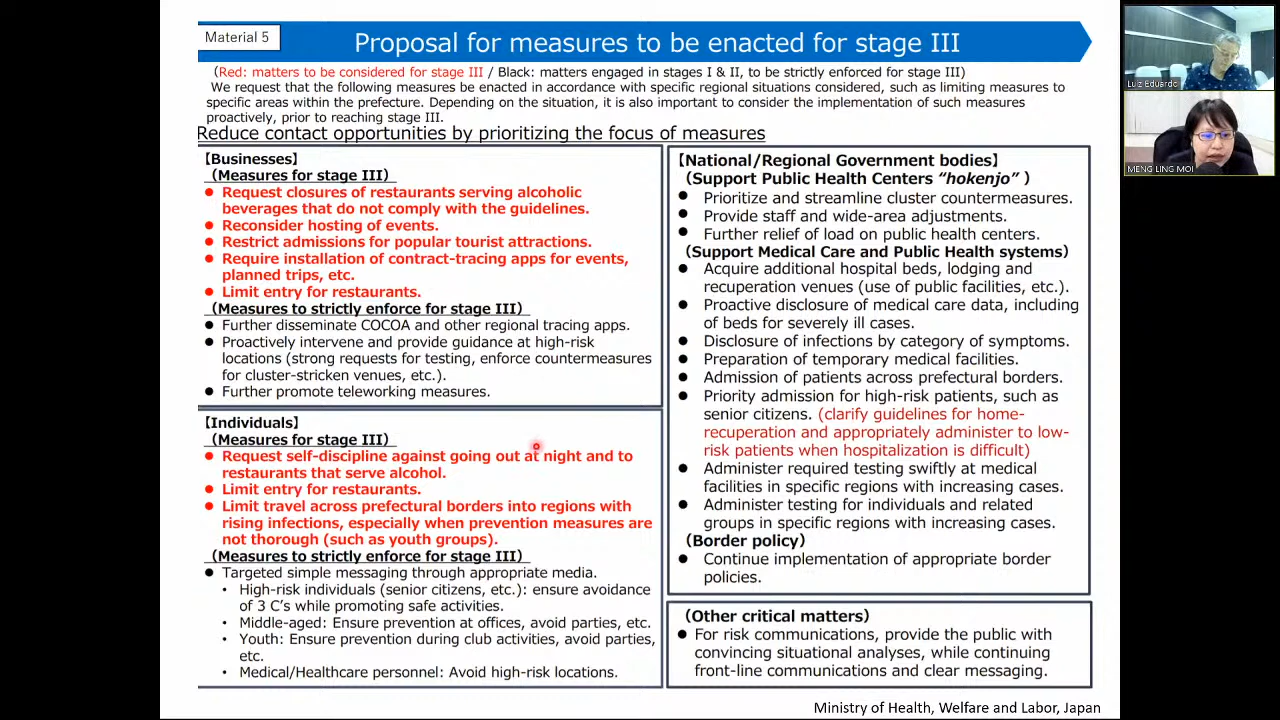 Material 5
Proposal for measures to be enacted for stage III
(Red: matters to be considered for stage III / Black: matters engaged in stages I & II, to be strictly enforced for stage III)
We request that the following measures be enacted in accordance with specific regional situations considered, such as limiting measures to
specific areas within the prefecture. Depending on the situation, it is also important to consider the implementation of such measures
proactively, prior to reaching stage III.
Reduce contact opportunities by prioritizing the focus of measures
【Businesses】
(Measures for stage III)
● Request closures of restaurants serving alcoholic
beverages that do not comply with the guidelines.
● Reconsider hosting of events.
● Restrict admissions for popular tourist attractions.
● Require installation of contract-tracing apps for events,
planned trips, etc.
● Limit entry for restaurants.
(Measures to strictly enforce for stage III)
● Further disseminate COCOA and other regional tracing apps.
● Proactively intervene and provide guidance at high-risk
locations (strong requests for testing, enforce countermeasures
for cluster-stricken venues, etc.).
● Further promote teleworking measures.
【Individuals】
(Measures for stage III)
● Request self-discipline against going out at night and to
restaurants that serve alcohol.
● Limit entry for restaurants.
● Limit travel across prefectural borders into regions with
rising infections, especially when prevention measures are
not thorough (such as youth groups).
(Measures to strictly enforce for stage III)
● Targeted simple messaging through appropriate media.
• High-risk individuals (senior citizens, etc.): ensure avoidance
of 3 C's while promoting safe activities.
• Middle-aged: Ensure prevention at offices, avoid parties, etc.
• Youth: Ensure prevention during club activities, avoid parties,
etc.
• Medical/Healthcare personnel: Avoid high-risk locations.
【National/Regional Government bodies】
(Support Public Health Centers "hokenjo" )
● Prioritize and streamline cluster countermeasures.
● Provide staff and wide-area adjustments.
● Further relief of load on public health centers.
(Support Medical Care and Public Health systems)
● Acquire additional hospital beds, lodging and
recuperation venues (use of public facilities, etc.).
● Proactive disclosure of medical care data, including
of beds for severely ill cases.
● Disclosure of infections by category of symptoms.
● Preparation of temporary medical facilities.
● Admission of patients across prefectural borders.
● Priority admission for high-risk patients, such as
senior citizens. (clarify guidelines for home-
recuperation and appropriately administer to low-
risk patients when hospitalization is difficult)
● Administer required testing swiftly at medical
facilities in specific regions with increasing cases.
● Administer testing for individuals and related
groups in specific regions with increasing cases.
(Border policy)
● Continue implementation of appropriate border
policies.
(Other critical matters)
● For risk communications, provide the public with
convincing situational analyses, while continuing
front-line communications and clear messaging.
Ministry of Health, Welfare and Labor, Japan
Luiz Eduardo
MENG LING MOI